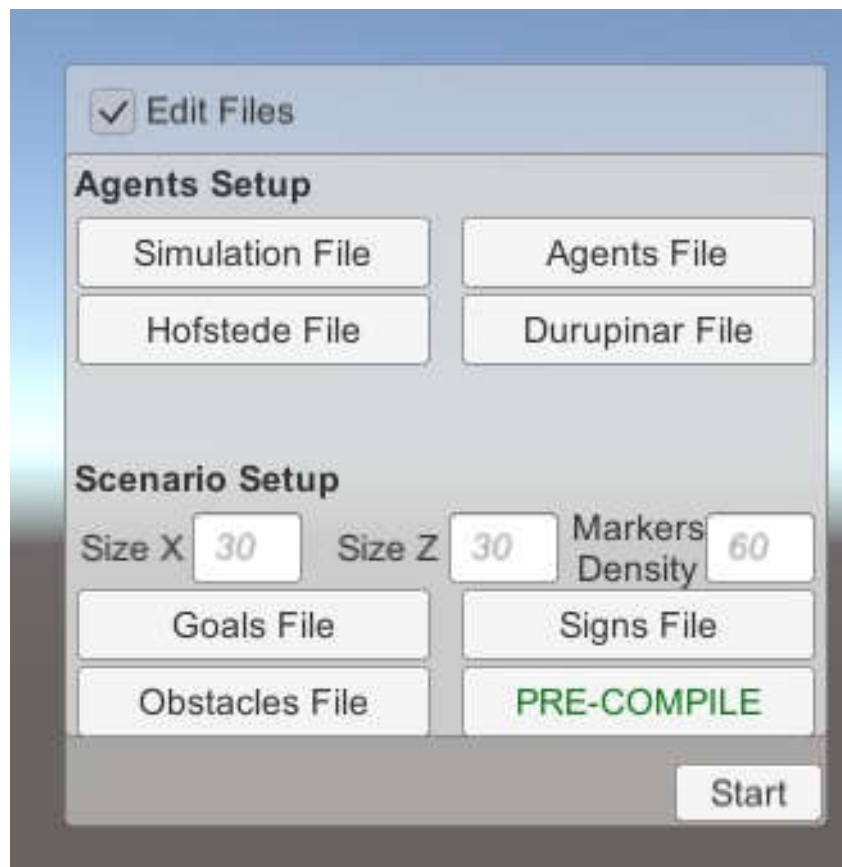 Edit Files
Agents Setup
Simulation File
Agents File
Hofstede File
Durupinar File
Scenario Setup
Size X 30 Size Z 30 Markers Density 60
Goals File
Signs File
Obstacles File
PRE-COMPILE
Start